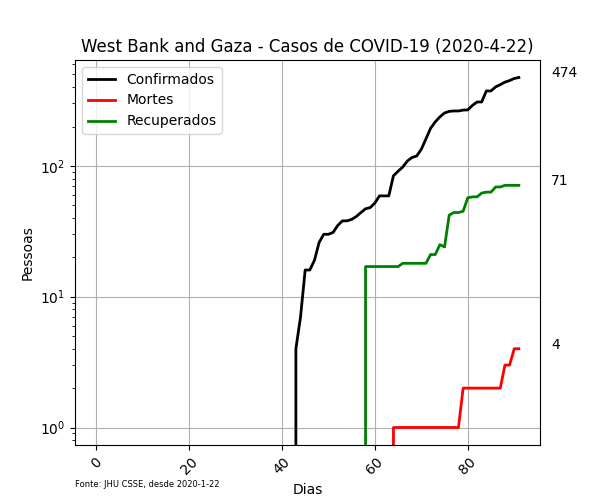 West Bank and Gaza - Casos de COVID-19 (2020-4-22)
Confirmados
Mortes
Recuperados
474
71
4
Pessoas
10²
10¹
10⁰
0
20
40
60
80
Dias
Fonte: JHU CSSE, desde 2020-1-22